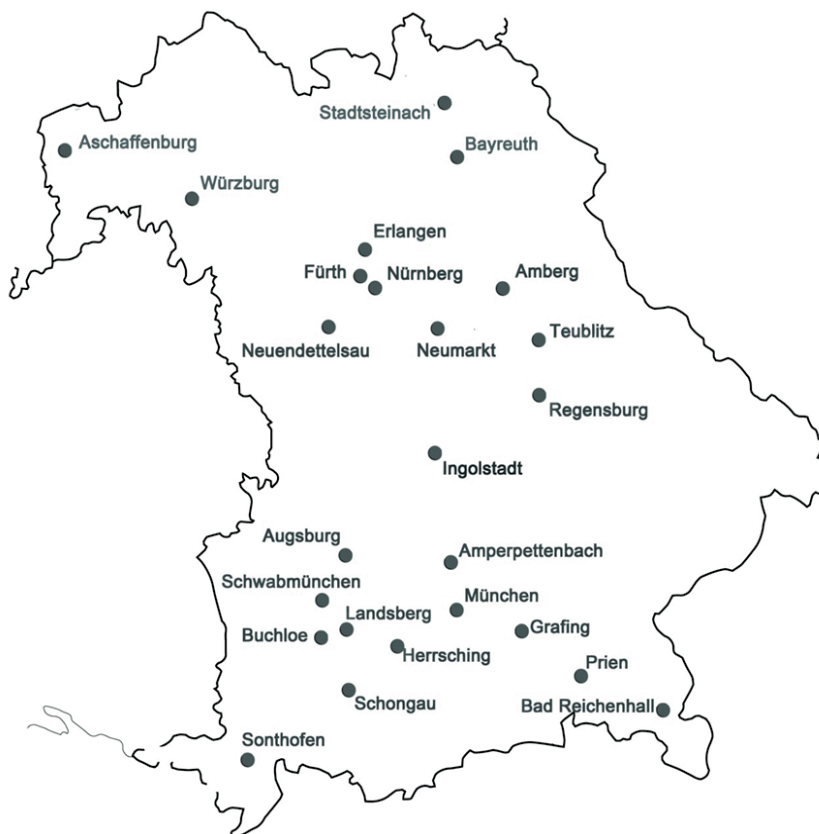 Stadtsteinach
Aschaffenburg
Bayreuth
Würzburg
Erlangen
Fürth
Nürnberg
Amberg
Neuendettelsau
Neumarkt
Teublitz
Regensburg
Ingolstadt
Augsburg
Amperpettenbach
Schwabmünchen
München
Landsberg
Buchloe
Grafing
Herrsching
Prien
Schongau
Bad Reichenhall
Sonthofen